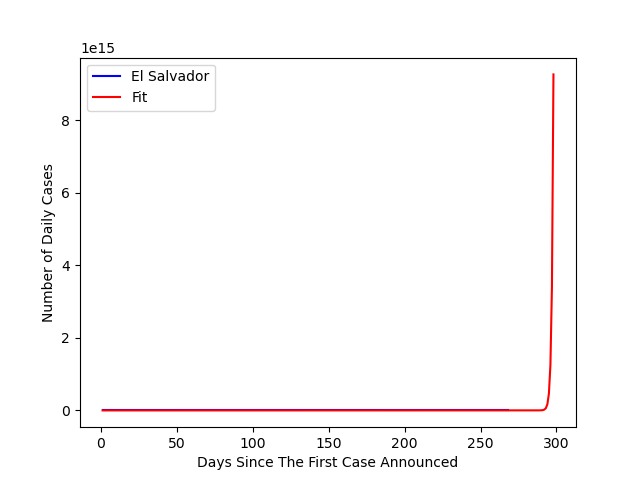 1e15
El Salvador
Fit
8
6
4
2
0
Number of Daily Cases
0 50 100 150 200 250 300
Days Since The First Case Announced